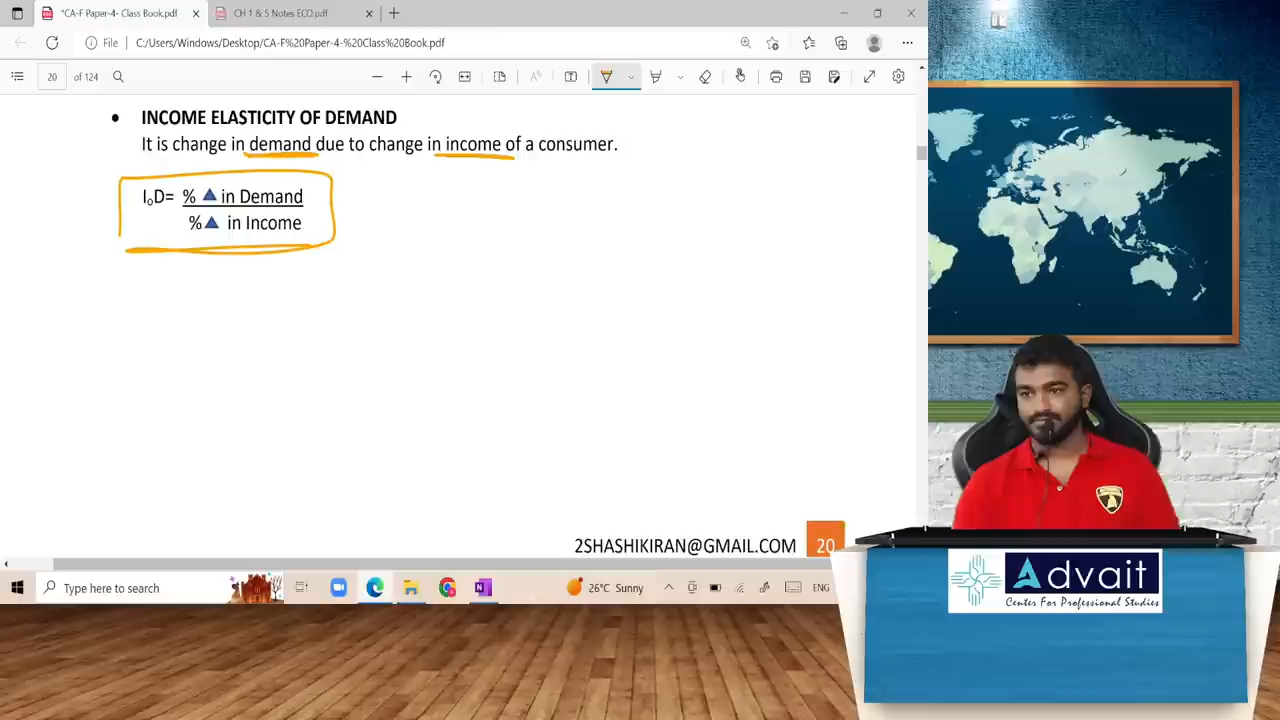 *CA-F Paper-4- Class Book.pdf
CH 1 & 5 Notes ECO.pdf
File
C:/Users/Windows/Desktop/CA-F%20Paper-4-%20Class%20Book.pdf
20 of 124
• INCOME ELASTICITY OF DEMAND
It is change in demand due to change in income of a consumer.
IoD= % ▲ in Demand
% ▲ in Income
2SHASHIKIRAN@GMAIL.COM 20
Advait
Center For Professional Studies
Type here to search
26°C Sunny
ENG